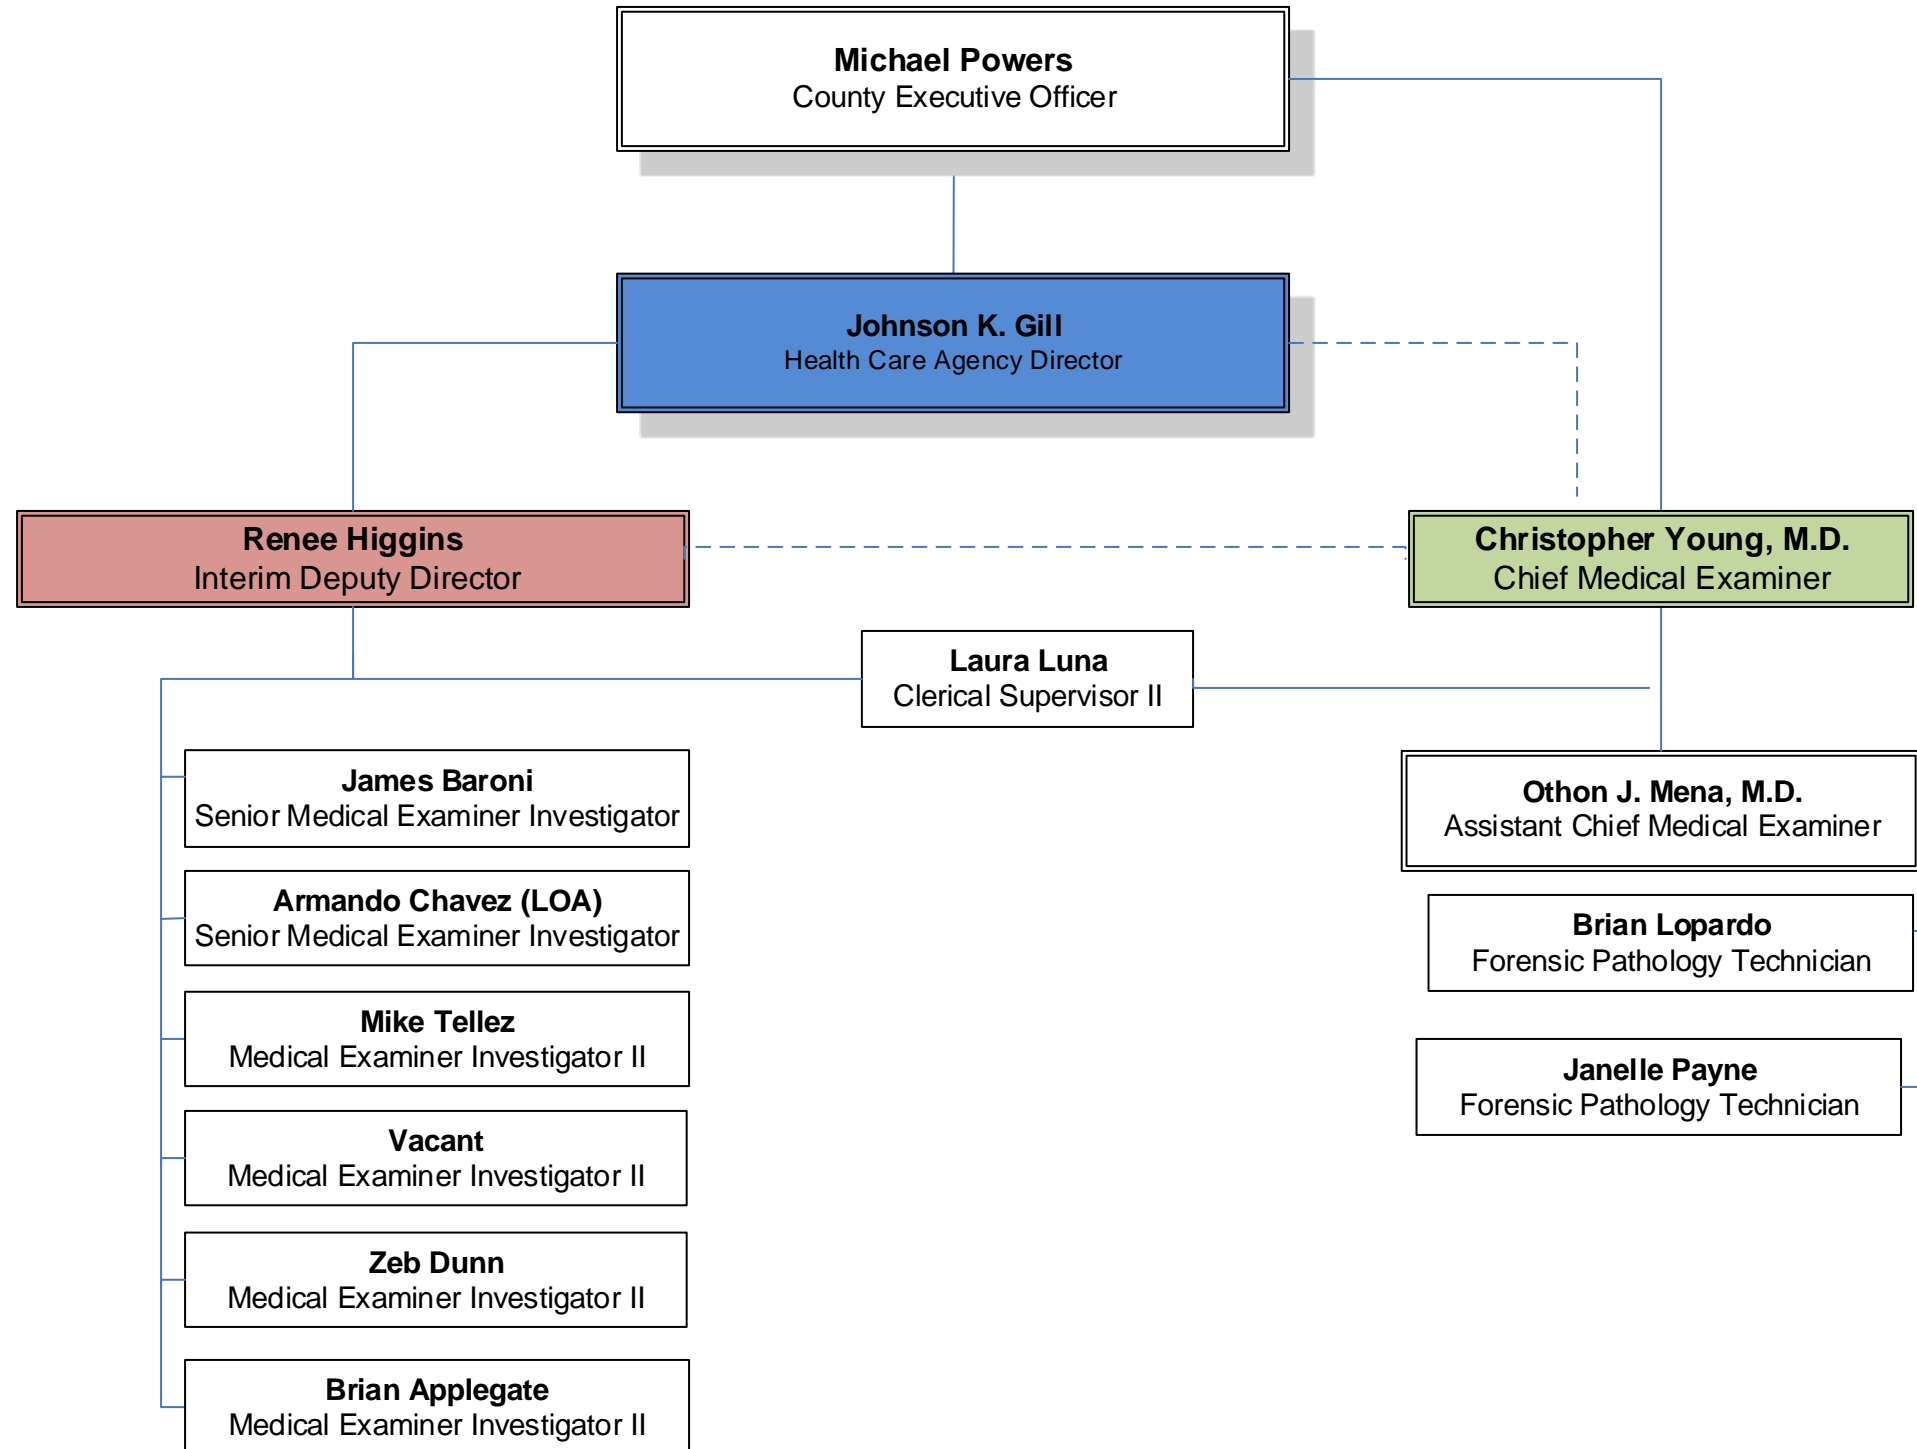 Michael Powers
County Executive Officer
Johnson K. Gill
Health Care Agency Director
Renee Higgins
Interim Deputy Director
Christopher Young, M.D.
Chief Medical Examiner
Laura Luna
Clerical Supervisor II
James Baroni
Senior Medical Examiner Investigator
Armando Chavez (LOA)
Senior Medical Examiner Investigator
Mike Tellez
Medical Examiner Investigator II
Vacant
Medical Examiner Investigator II
Zeb Dunn
Medical Examiner Investigator II
Brian Applegate
Medical Examiner Investigator II
Othon J. Mena, M.D.
Assistant Chief Medical Examiner
Brian Lopardo
Forensic Pathology Technician
Janelle Payne
Forensic Pathology Technician